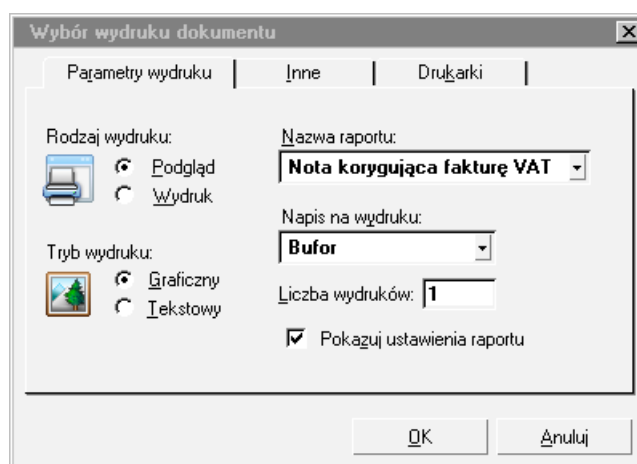 Wybór wydruku dokumentu
Parametry wydruku Inne Drukarki
Rodzaj wydruku:
Podgląd
Wydruk
Tryb wydruku:
Graficzny
Tekstowy
Nazwa raportu:
Nota korygująca fakturę VAT
Napis na wydruku:
Bufor
Liczba wydruków: 1
Pokazuj ustawienia raportu
OK Anuluj